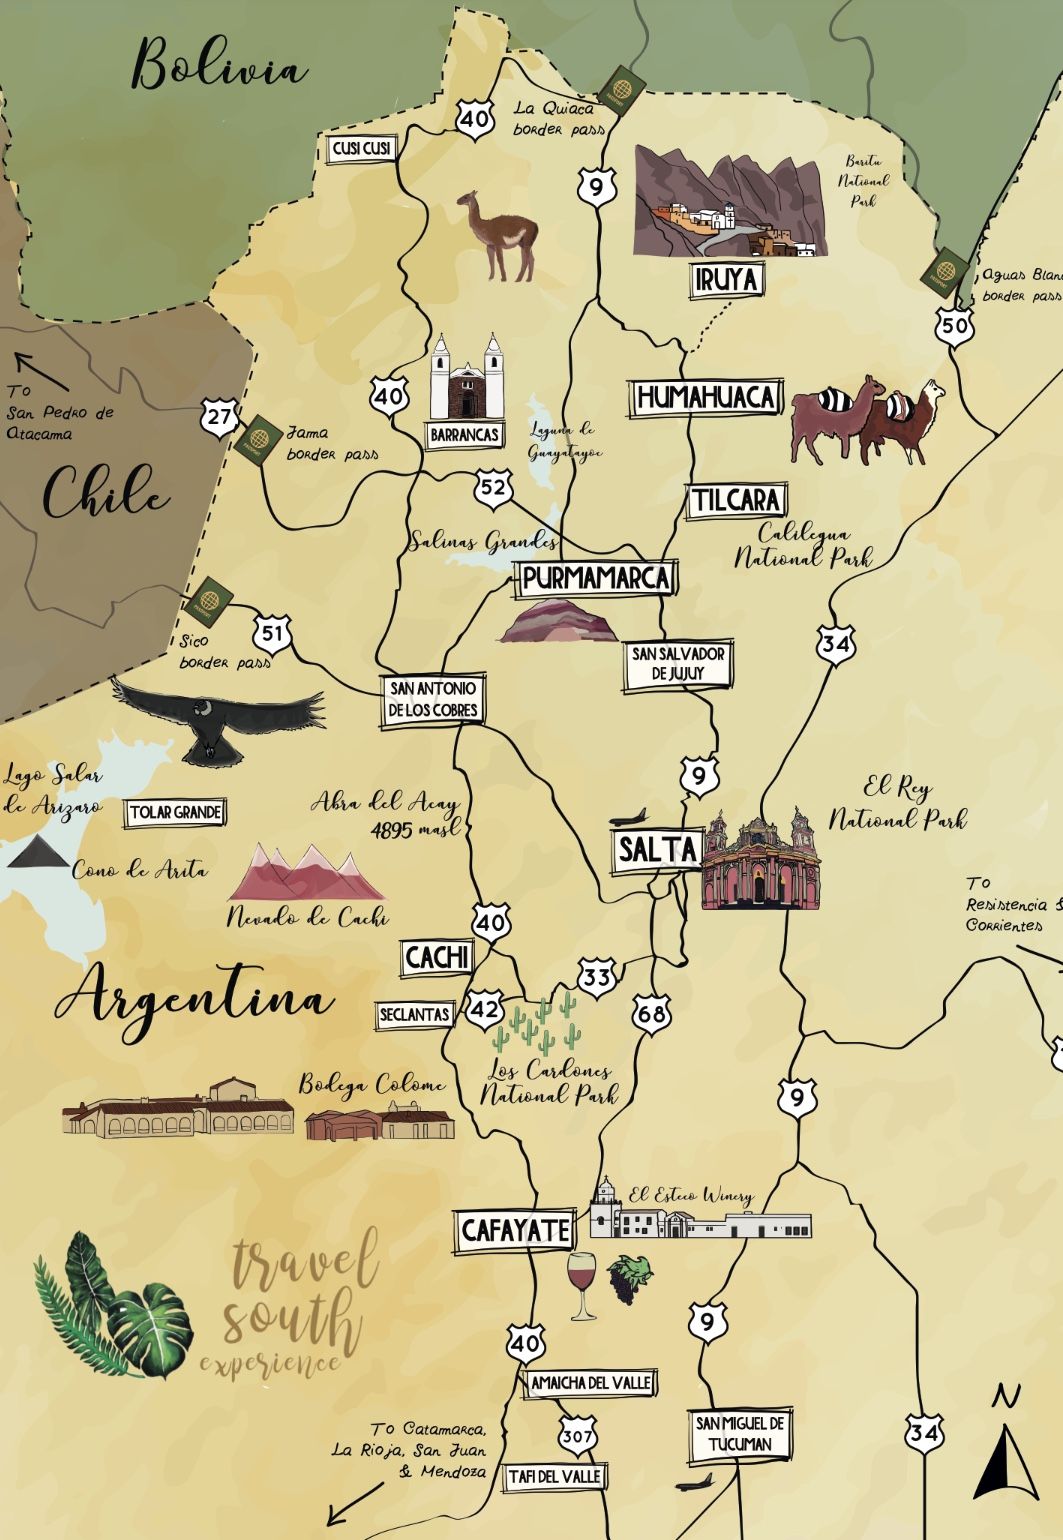 Bolivia
La Quiaca
border pass
PASSPORT
40
CUSI CUSI
9
Baritu
National
Park
IRUYA
PASSPORT
Aguas Blan
border pass
50
To
San Pedro de
Atacama
27
PASSPORT
Jama
border pass
40
BARRANCAS
HUMAHUACA
Laguna de
Guayatayoc
Chile
52
TILCARA
Salinas Grandes
Calilegua
National Park
PURMAMARCA
PASSPORT
51
Sico
border pass
34
SAN SALVADOR
DE JUJUY
SAN ANTONIO
DE LOS COBRES
Lago Salar
de Arizaro
TOLAR GRANDE
Abra del Acay
4895 masl
9
El Rey
National Park
SALTA
Cono de Arita
Nevado de Cachi
To
Resistencia &
Corrientes
40
CACHI
33
Argentina
SECLANTAS
42
68
Los Cardones
National Park
Bodega Colome
9
El Esteco Winery
CAFAYATE
travel
south
experience
9
40
AMAICHA DEL VALLE
307
SAN MIGUEL DE
TUCUMAN
34
N
To Catamarca,
La Rioja, San Juan
& Mendoza
TAFI DEL VALLE